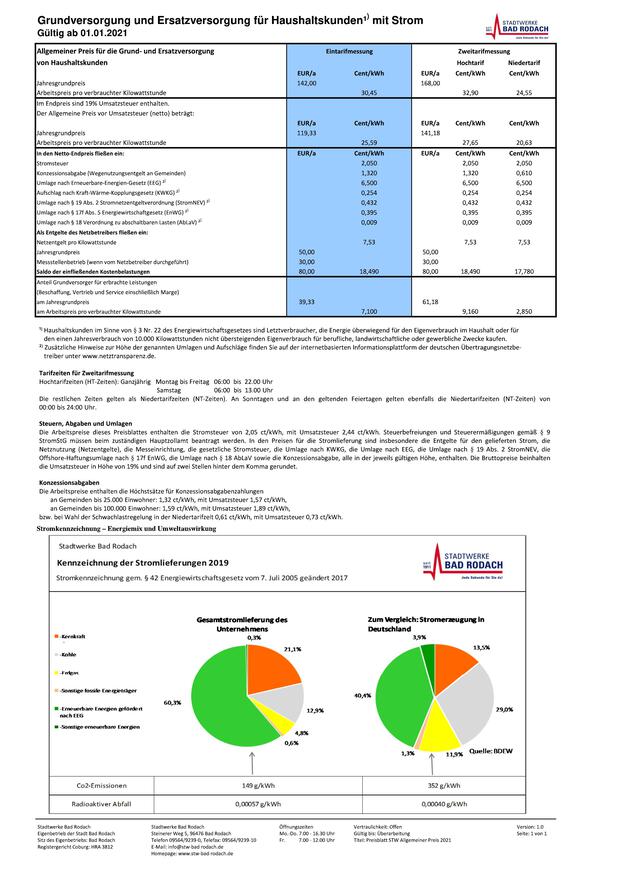 Grundversorgung und Ersatzversorgung für Haushaltskunden¹⁾ mit Strom
Gültig ab 01.01.2021
STADTWERKE
BAD RODACH
Jede Sekunde für Sie da!
Allgemeiner Preis für die Grund- und Ersatzversorgung Eintarifmessung Zweitarifmessung
von Haushaltskunden Hochtarif Niedertarif
EUR/a Cent/kWh EUR/a Cent/kWh Cent/kWh
Jahresgrundpreis 142,00 168,00
Arbeitspreis pro verbrauchter Kilowattstunde 30,45 32,90 24,55
Im Endpreis sind 19% Umsatzsteuer enthalten.
Der Allgemeine Preis vor Umsatzsteuer (netto) beträgt:
EUR/a Cent/kWh EUR/a Cent/kWh Cent/kWh
Jahresgrundpreis 119,33 141,18
Arbeitspreis pro verbrauchter Kilowattstunde 25,59 27,65 20,63
In den Netto-Endpreis fließen ein: EUR/a Cent/kWh EUR/a Cent/kWh Cent/kWh
Stromsteuer 2,050 2,050 2,050
Konzessionsabgabe (Wegenutzungsentgelt an Gemeinden) 1,320 1,320 0,610
Umlage nach Erneuerbare-Energien-Gesetz (EEG) ²⁾ 6,500 6,500 6,500
Aufschlag nach Kraft-Wärme-Kopplungsgesetz (KWKG) ²⁾ 0,254 0,254 0,254
Umlage nach § 19 Abs. 2 Stromnetzentgeltverordnung (StromNEV) ²⁾ 0,432 0,432 0,432
Umlage nach § 17f Abs. 5 Energiewirtschaftsgesetz (EnWG) ²⁾ 0,395 0,395 0,395
Umlage nach § 18 Verordnung zu abschaltbaren Lasten (AbLaV) ²⁾ 0,009 0,009 0,009
Als Entgelte des Netzbetreibers fließen ein:
Netzentgelt pro Kilowattstunde 7,53 7,53 7,53
Jahresgrundpreis 50,00 50,00
Messstellenbetrieb (wenn vom Netzbetreiber durchgeführt) 30,00 30,00
Saldo der einfließenden Kostenbelastungen 80,00 18,490 80,00 18,490 17,780
Anteil Grundversorger für erbrachte Leistungen
(Beschaffung, Vertrieb und Service einschließlich Marge)
am Jahresgrundpreis 39,33 61,18
am Arbeitspreis pro verbrauchter Kilowattstunde 7,100 9,160 2,850
¹⁾ Haushaltskunden im Sinne von § 3 Nr. 22 des Energiewirtschaftsgesetzes sind Letztverbraucher, die Energie überwiegend für den Eigenverbrauch im Haushalt oder für
den einen Jahresverbrauch von 10.000 Kilowattstunden nicht übersteigenden Eigenverbrauch für berufliche, landwirtschaftliche oder gewerbliche Zwecke kaufen.
²⁾ Zusätzliche Hinweise zur Höhe der genannten Umlagen und Aufschläge finden Sie auf der internetbasierten Informationsplattform der deutschen Übertragungsnetzbe-
treiber unter www.netztransparenz.de.
Tarifzeiten für Zweitarifmessung
Hochtarifzeiten (HT-Zeiten): Ganzjährig Montag bis Freitag 06:00 bis 22.00 Uhr
Samstag 06:00 bis 13.00 Uhr
Die restlichen Zeiten gelten als Niedertarifzeiten (NT-Zeiten). An Sonntagen und an den geltenden Feiertagen gelten ebenfalls die Niedertarifzeiten (NT-Zeiten) von
00:00 bis 24:00 Uhr.
Steuern, Abgaben und Umlagen
Die Arbeitspreise dieses Preisblattes enthalten die Stromsteuer von 2,05 ct/kWh, mit Umsatzsteuer 2,44 ct/kWh. Steuerbefreiungen und Steuerermäßigungen gemäß § 9
StromStG müssen beim zuständigen Hauptzollamt beantragt werden. In den Preisen für die Stromlieferung sind insbesondere die Entgelte für den gelieferten Strom, die
Netznutzung (Netzentgelte), die Messeinrichtung, die gesetzliche Stromsteuer, die Umlage nach KWKG, die Umlage nach EEG, die Umlage nach § 19 Abs. 2 StromNEV, die
Offshore-Haftungsumlage nach § 17f EnWG, die Umlage nach § 18 AbLaV sowie die Konzessionsabgabe, alle in der jeweils gültigen Höhe, enthalten. Die Bruttopreise beinhalten
die Umsatzsteuer in Höhe von 19% und sind auf zwei Stellen hinter dem Komma gerundet.
Konzessionsabgaben
Die Arbeitspreise enthalten die Höchstsätze für Konzessionsabgabenzahlungen
an Gemeinden bis 25.000 Einwohner: 1,32 ct/kWh, mit Umsatzsteuer 1,57 ct/kWh,
an Gemeinden bis 100.000 Einwohner: 1,59 ct/kWh, mit Umsatzsteuer 1,89 ct/kWh,
bzw. bei Wahl der Schwachlastregelung in der Niedertarifzeit 0,61 ct/kWh, mit Umsatzsteuer 0,73 ct/kWh.
Stromkennzeichnung – Energiemix und Umweltauswirkung
Stadtwerke Bad Rodach
Kennzeichnung der Stromlieferungen 2019
Stromkennzeichnung gem. § 42 Energiewirtschaftsgesetz vom 7. Juli 2005 geändert 2017
STADTWERKE
BAD RODACH
Jede Sekunde für Sie da!
Gesamtstromlieferung des
Unternehmens
Zum Vergleich: Stromerzeugung in
Deutschland
-Kernkraft
-Kohle
-Erdgas
-Sonstige fossile Energieträger
-Erneuerbare Energien gefördert
nach EEG
-Sonstige erneuerbare Energien
0,3%
21,1%
12,9%
4,8%
0,6%
60,3%
3,9%
13,5%
29,0%
11,9%
1,3%
40,4%
Quelle: BDEW
Co2-Emissionen 149 g/kWh 352 g/kWh
Radioaktiver Abfall 0,00057 g/kWh 0,00040 g/kWh
Stadtwerke Bad Rodach
Eigenbetrieb der Stadt Bad Rodach
Sitz des Eigenbetriebs: Bad Rodach
Registergericht Coburg: HRA 3812
Stadtwerke Bad Rodach
Steinerer Weg 5, 96476 Bad Rodach
Telefon 09564/9239-0, Telefax: 09564/9239-10
E-Mail: info@stw-bad-rodach.de
Homepage: www.stw-bad-rodach.de
Öffnungszeiten
Mo. Do. 7.00 - 16.30 Uhr
Fr. 7.00 - 12.00 Uhr
Vertraulichkeit: Offen
Gültig bis: Überarbeitung
Titel: Preisblatt STW Allgemeiner Preis 2021
Version: 1.0
Seite: 1 von 1